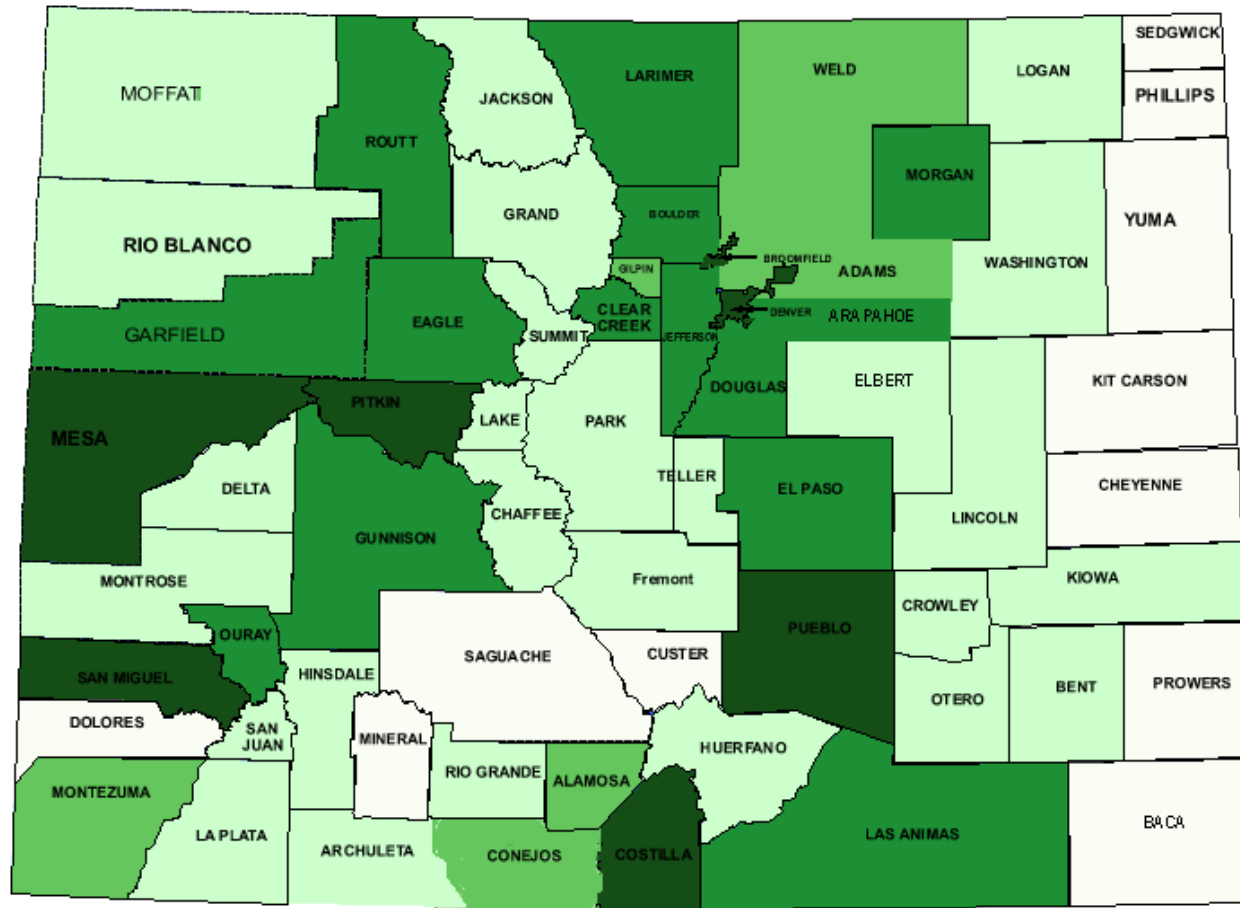 SEDGWICK
MOFFAT
JACKSON
LARIMER
WELD
LOGAN
PHILLIPS
ROUTT
MORGAN
GRAND
BOULDER
YUMA
RIO BLANCO
GILPIN
BROOMFIELD
ADAMS
WASHINGTON
GARFIELD
EAGLE
SUMMIT
CLEAR
CREEK
JEFFERSON
DENVER
ARAPAHOE
MESA
PITKIN
LAKE
PARK
DOUGLAS
ELBERT
KIT CARSON
DELTA
TELLER
EL PASO
CHEYENNE
GUNNISON
CHAFFEE
LINCOLN
MONTROSE
Fremont
KIOWA
CROWLEY
OURAY
PUEBLO
SAN MIGUEL
HINSDALE
SAGUACHE
CUSTER
OTERO
BENT
PROWERS
DOLORES
SAN
JUAN
MINERAL
HUERFANO
MONTEZUMA
RIO GRANDE
ALAMOSA
LA PLATA
ARCHULETA
CONEJOS
COSTILLA
LAS ANIMAS
BACA